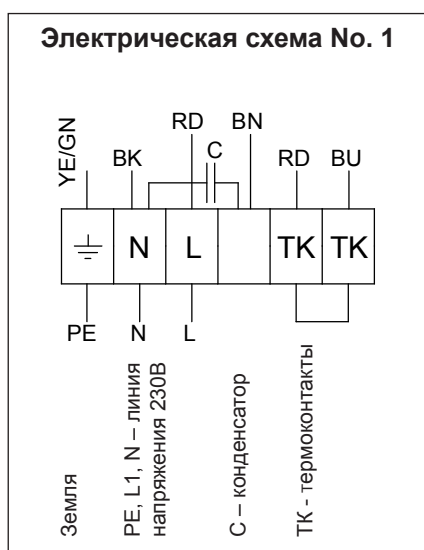 Электрическая схема No. 1
RD BN
YE/GN
BK
C
RD BU
N L TK TK
PE N L
Земля
PE, L1, N – линия
напряжения 230В
C – конденсатор
ТК - термоконтакты